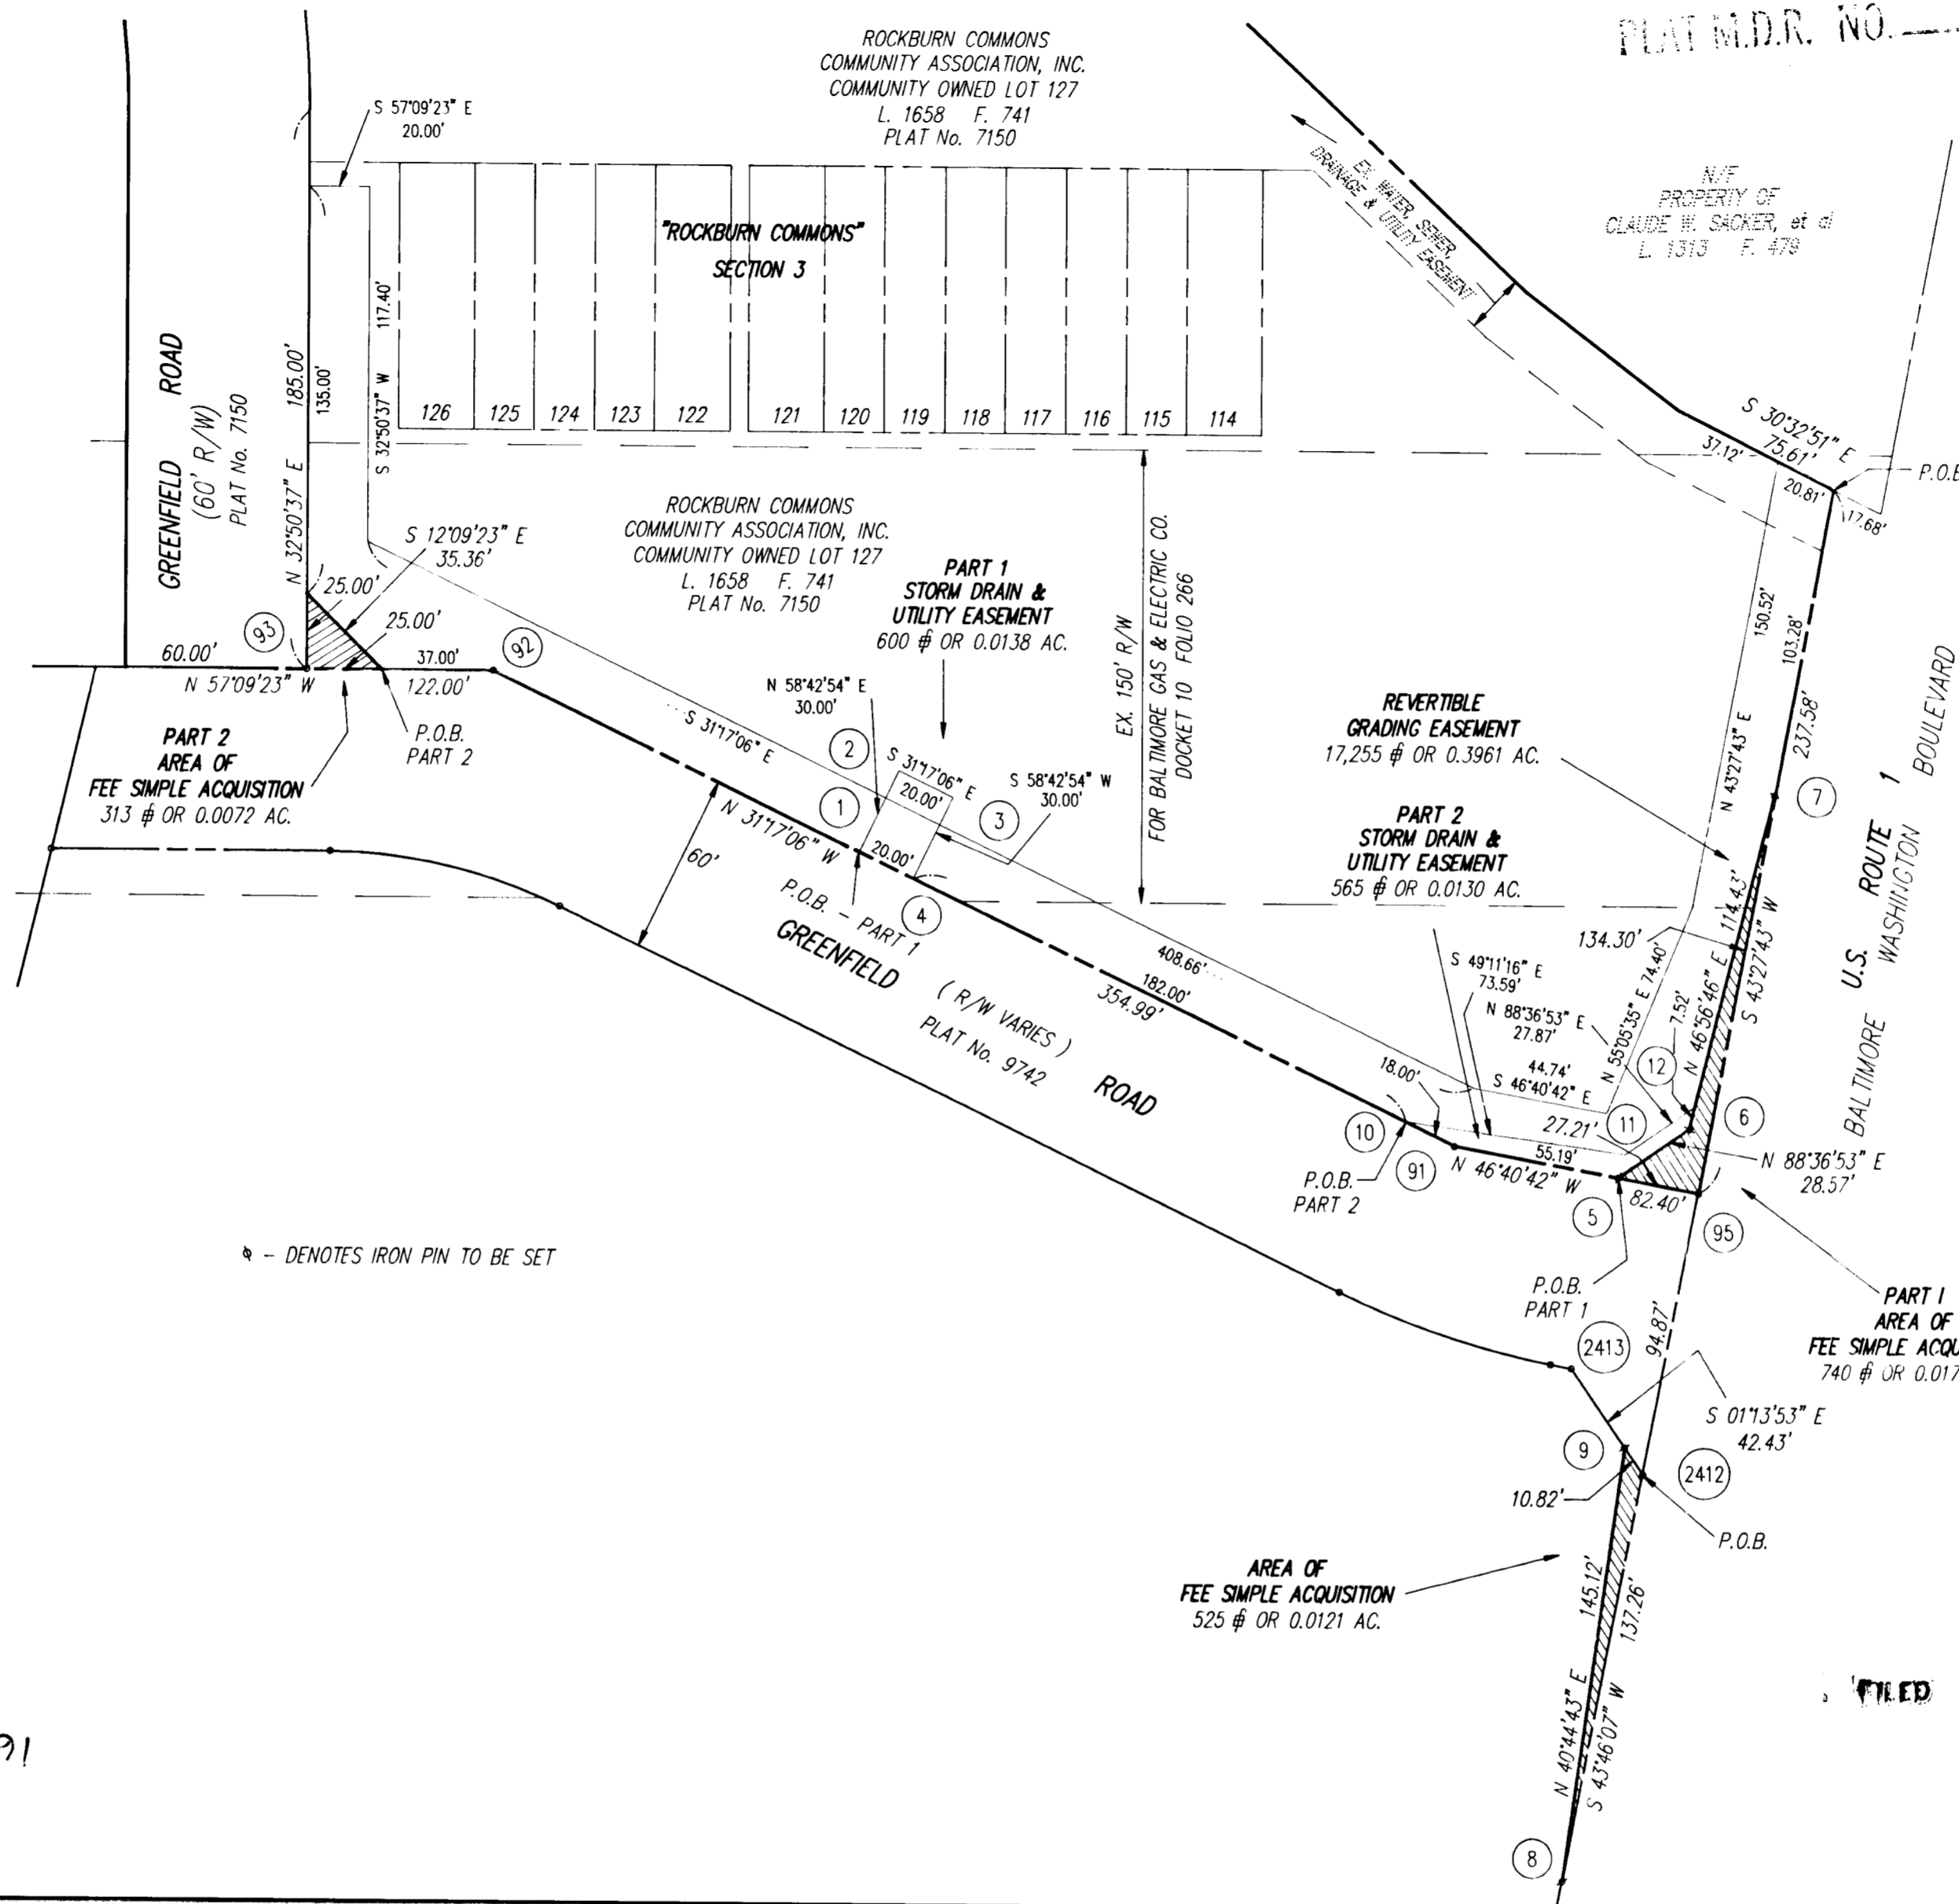 PLAT M.D.R. NO.
ROCKBURN COMMONS
COMMUNITY ASSOCIATION, INC.
COMMUNITY OWNED LOT 127
L. 1658 F. 741
PLAT No. 7150
S 57°09'23" E
20.00'
EX. WATER, SEWER,
DRAINAGE & UTILITY EASEMENT
N/F
PROPERTY OF
CLAUDE W. SACKER, et al
L. 1313 F. 479
"ROCKBURN COMMONS"
SECTION 3
GREENFIELD ROAD
(60' R/W)
PLAT No. 7150
N 32°50'37" E 185.00'
135.00'
S 32°50'37" W 117.40'
126 125 124 123 122 121 120 119 118 117 116 115 114
S 30°32'51" E
75.61'
37.12'
20.81'
17.68'
ROCKBURN COMMONS
COMMUNITY ASSOCIATION, INC.
COMMUNITY OWNED LOT 127
L. 1658 F. 741
PLAT No. 7150
S 12°09'23" E
35.36'
25.00'
25.00'
93
92
60.00'
37.00'
N 57°09'23" W
122.00'
P.O.B.
PART 2
PART 2
AREA OF
FEE SIMPLE ACQUISITION
313 ⏍ OR 0.0072 AC.
PART 1
STORM DRAIN &
UTILITY EASEMENT
600 ⏍ OR 0.0138 AC.
N 58°42'54" E
30.00'
S 31°17'06" E
2
S 31°17'06" E
20.00'
S 58°42'54" W
30.00'
1
3
N 31°17'06" W
20.00'
60'
P.O.B. - PART 1
4
GREENFIELD ROAD
( R/W VARIES )
PLAT No. 9742
EX. 150' R/W
FOR BALTIMORE GAS & ELECTRIC CO.
DOCKET 10 FOLIO 266
REVERTIBLE
GRADING EASEMENT
17,255 ⏍ OR 0.3961 AC.
PART 2
STORM DRAIN &
UTILITY EASEMENT
565 ⏍ OR 0.0130 AC.
150.52'
103.28'
N 43°27'43" E
237.58'
7
U.S. ROUTE 1
BALTIMORE WASHINGTON BOULEVARD
114.43'
134.30'
S 43°27'43" W
408.66'
182.00'
354.99'
S 49°11'16" E
73.59'
N 88°36'53" E
27.87'
44.74'
S 46°40'42" E
N 55°05'35" E 74.40'
7.52'
N 46°56'46" E
12
18.00'
27.21'
11
6
10
91
55.19'
N 46°40'42" W
N 88°36'53" E
28.57'
P.O.B.
PART 2
5
82.40'
95
P.O.B.
PART 1
PART 1
AREA OF
740 ⏍ OR
FEE SIMPLE
94.87'
2413
S 01°13'53" E
42.43'
9
2412
10.82'
P.O.B.
AREA OF
FEE SIMPLE ACQUISITION
525 ⏍ OR 0.0121 AC.
145.12'
137.26'
N 40°44'43" E
S 43°46'07" W
8
- DENOTES IRON PIN TO BE SET
FILED
91